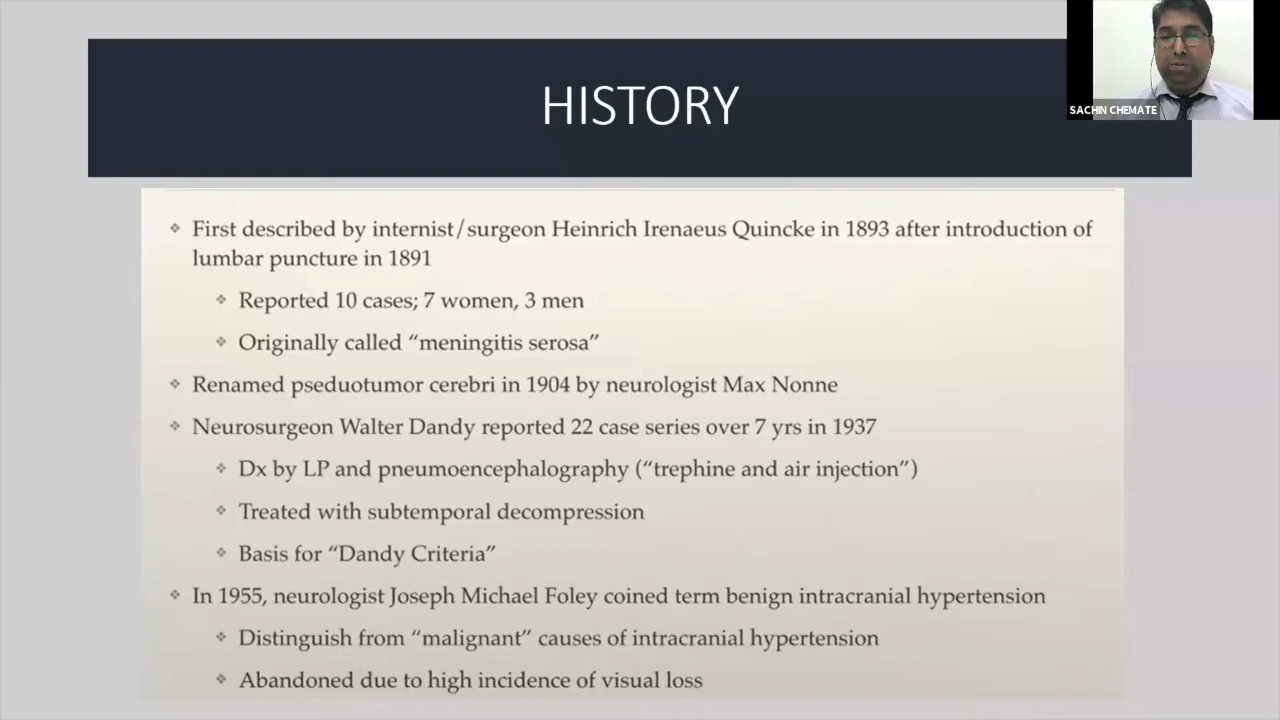 HISTORY
SACHIN CHEMATE
❖ First described by internist/surgeon Heinrich Irenaeus Quincke in 1893 after introduction of
lumbar puncture in 1891
❖ Reported 10 cases; 7 women, 3 men
❖ Originally called “meningitis serosa”
❖ Renamed pseduotumor cerebri in 1904 by neurologist Max Nonne
❖ Neurosurgeon Walter Dandy reported 22 case series over 7 yrs in 1937
❖ Dx by LP and pneumoencephalography (“trephine and air injection”)
❖ Treated with subtemporal decompression
❖ Basis for “Dandy Criteria”
❖ In 1955, neurologist Joseph Michael Foley coined term benign intracranial hypertension
❖ Distinguish from “malignant” causes of intracranial hypertension
❖ Abandoned due to high incidence of visual loss